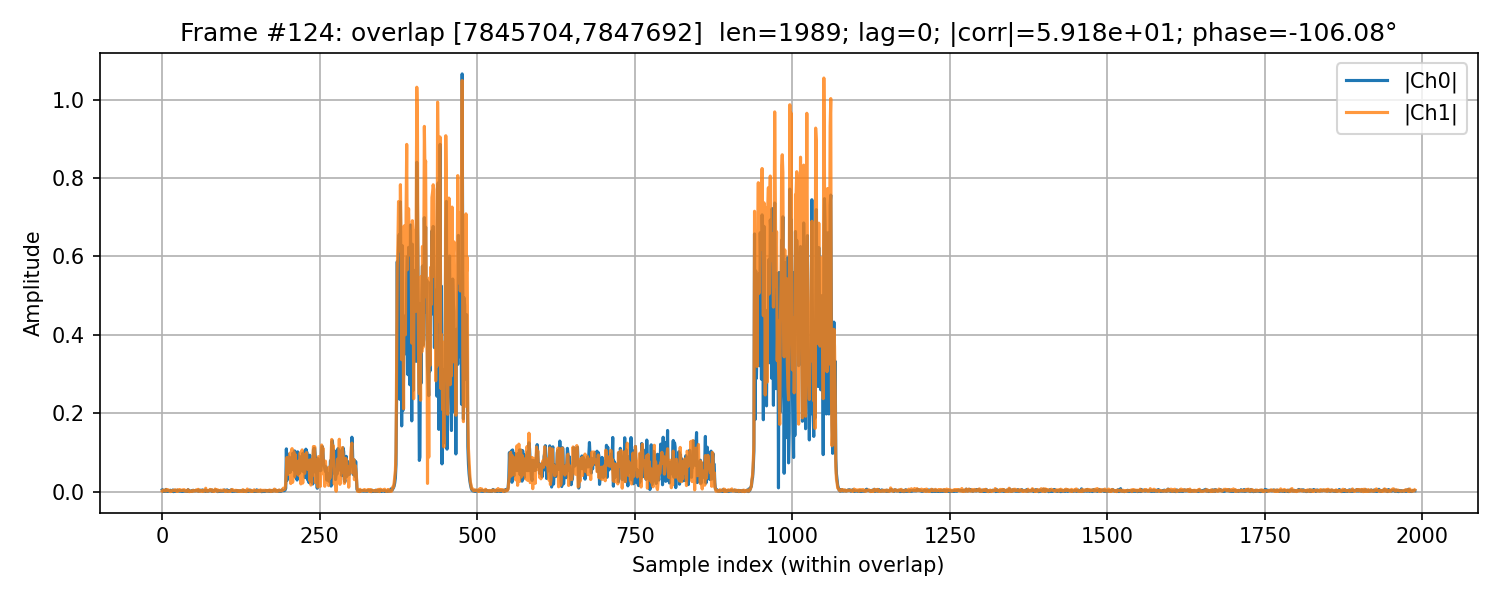 Frame #124: overlap [7845704,7847692]  len=1989; lag=0; |corr|=5.918e+01; phase=-106.08°
|Ch0|
|Ch1|
Amplitude
1.0
0.8
0.6
0.4
0.2
0.0
0 250 500 750 1000 1250 1500 1750 2000
Sample index (within overlap)